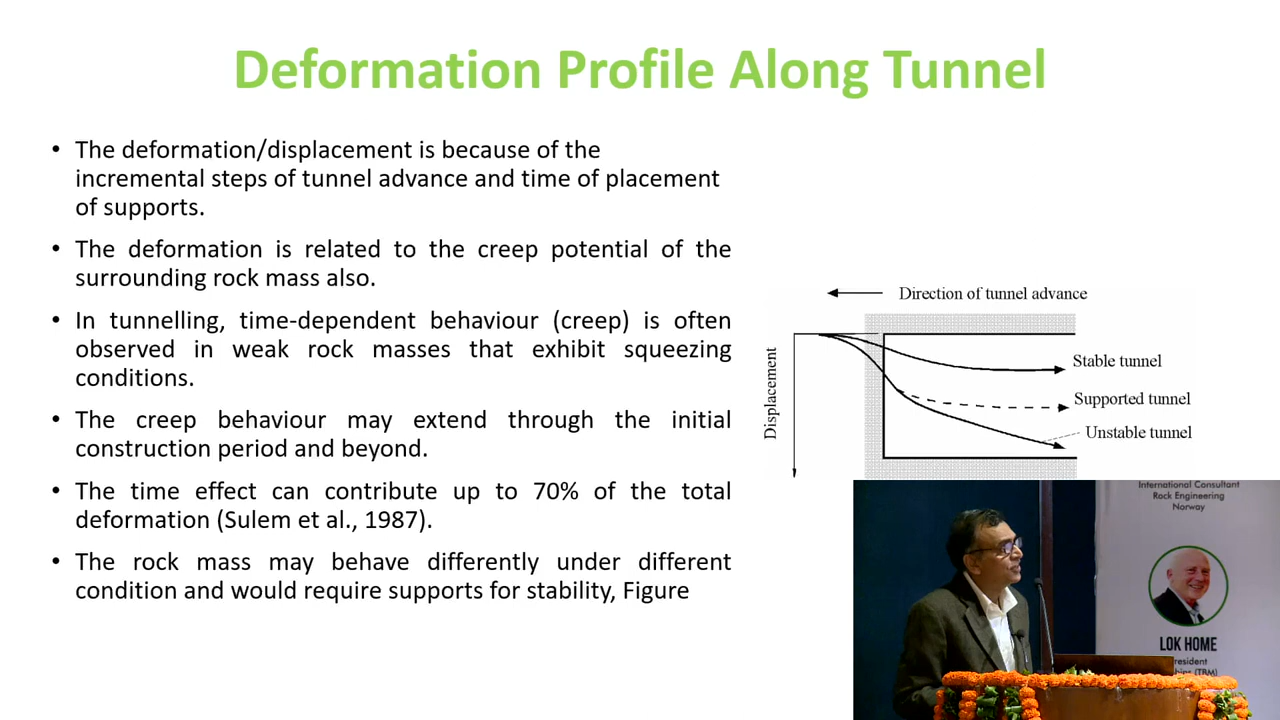 Deformation Profile Along Tunnel
• The deformation/displacement is because of the
incremental steps of tunnel advance and time of placement
of supports.
• The deformation is related to the creep potential of the
surrounding rock mass also.
• In tunnelling, time-dependent behaviour (creep) is often
observed in weak rock masses that exhibit squeezing
conditions.
• The creep behaviour may extend through the initial
construction period and beyond.
• The time effect can contribute up to 70% of the total
deformation (Sulem et al., 1987).
• The rock mass may behave differently under different
condition and would require supports for stability, Figure
Direction of tunnel advance
Displacement
Stable tunnel
Supported tunnel
Unstable tunnel
International Consultant
Rock Engineering
Norway
LOK HOME
(TBM)